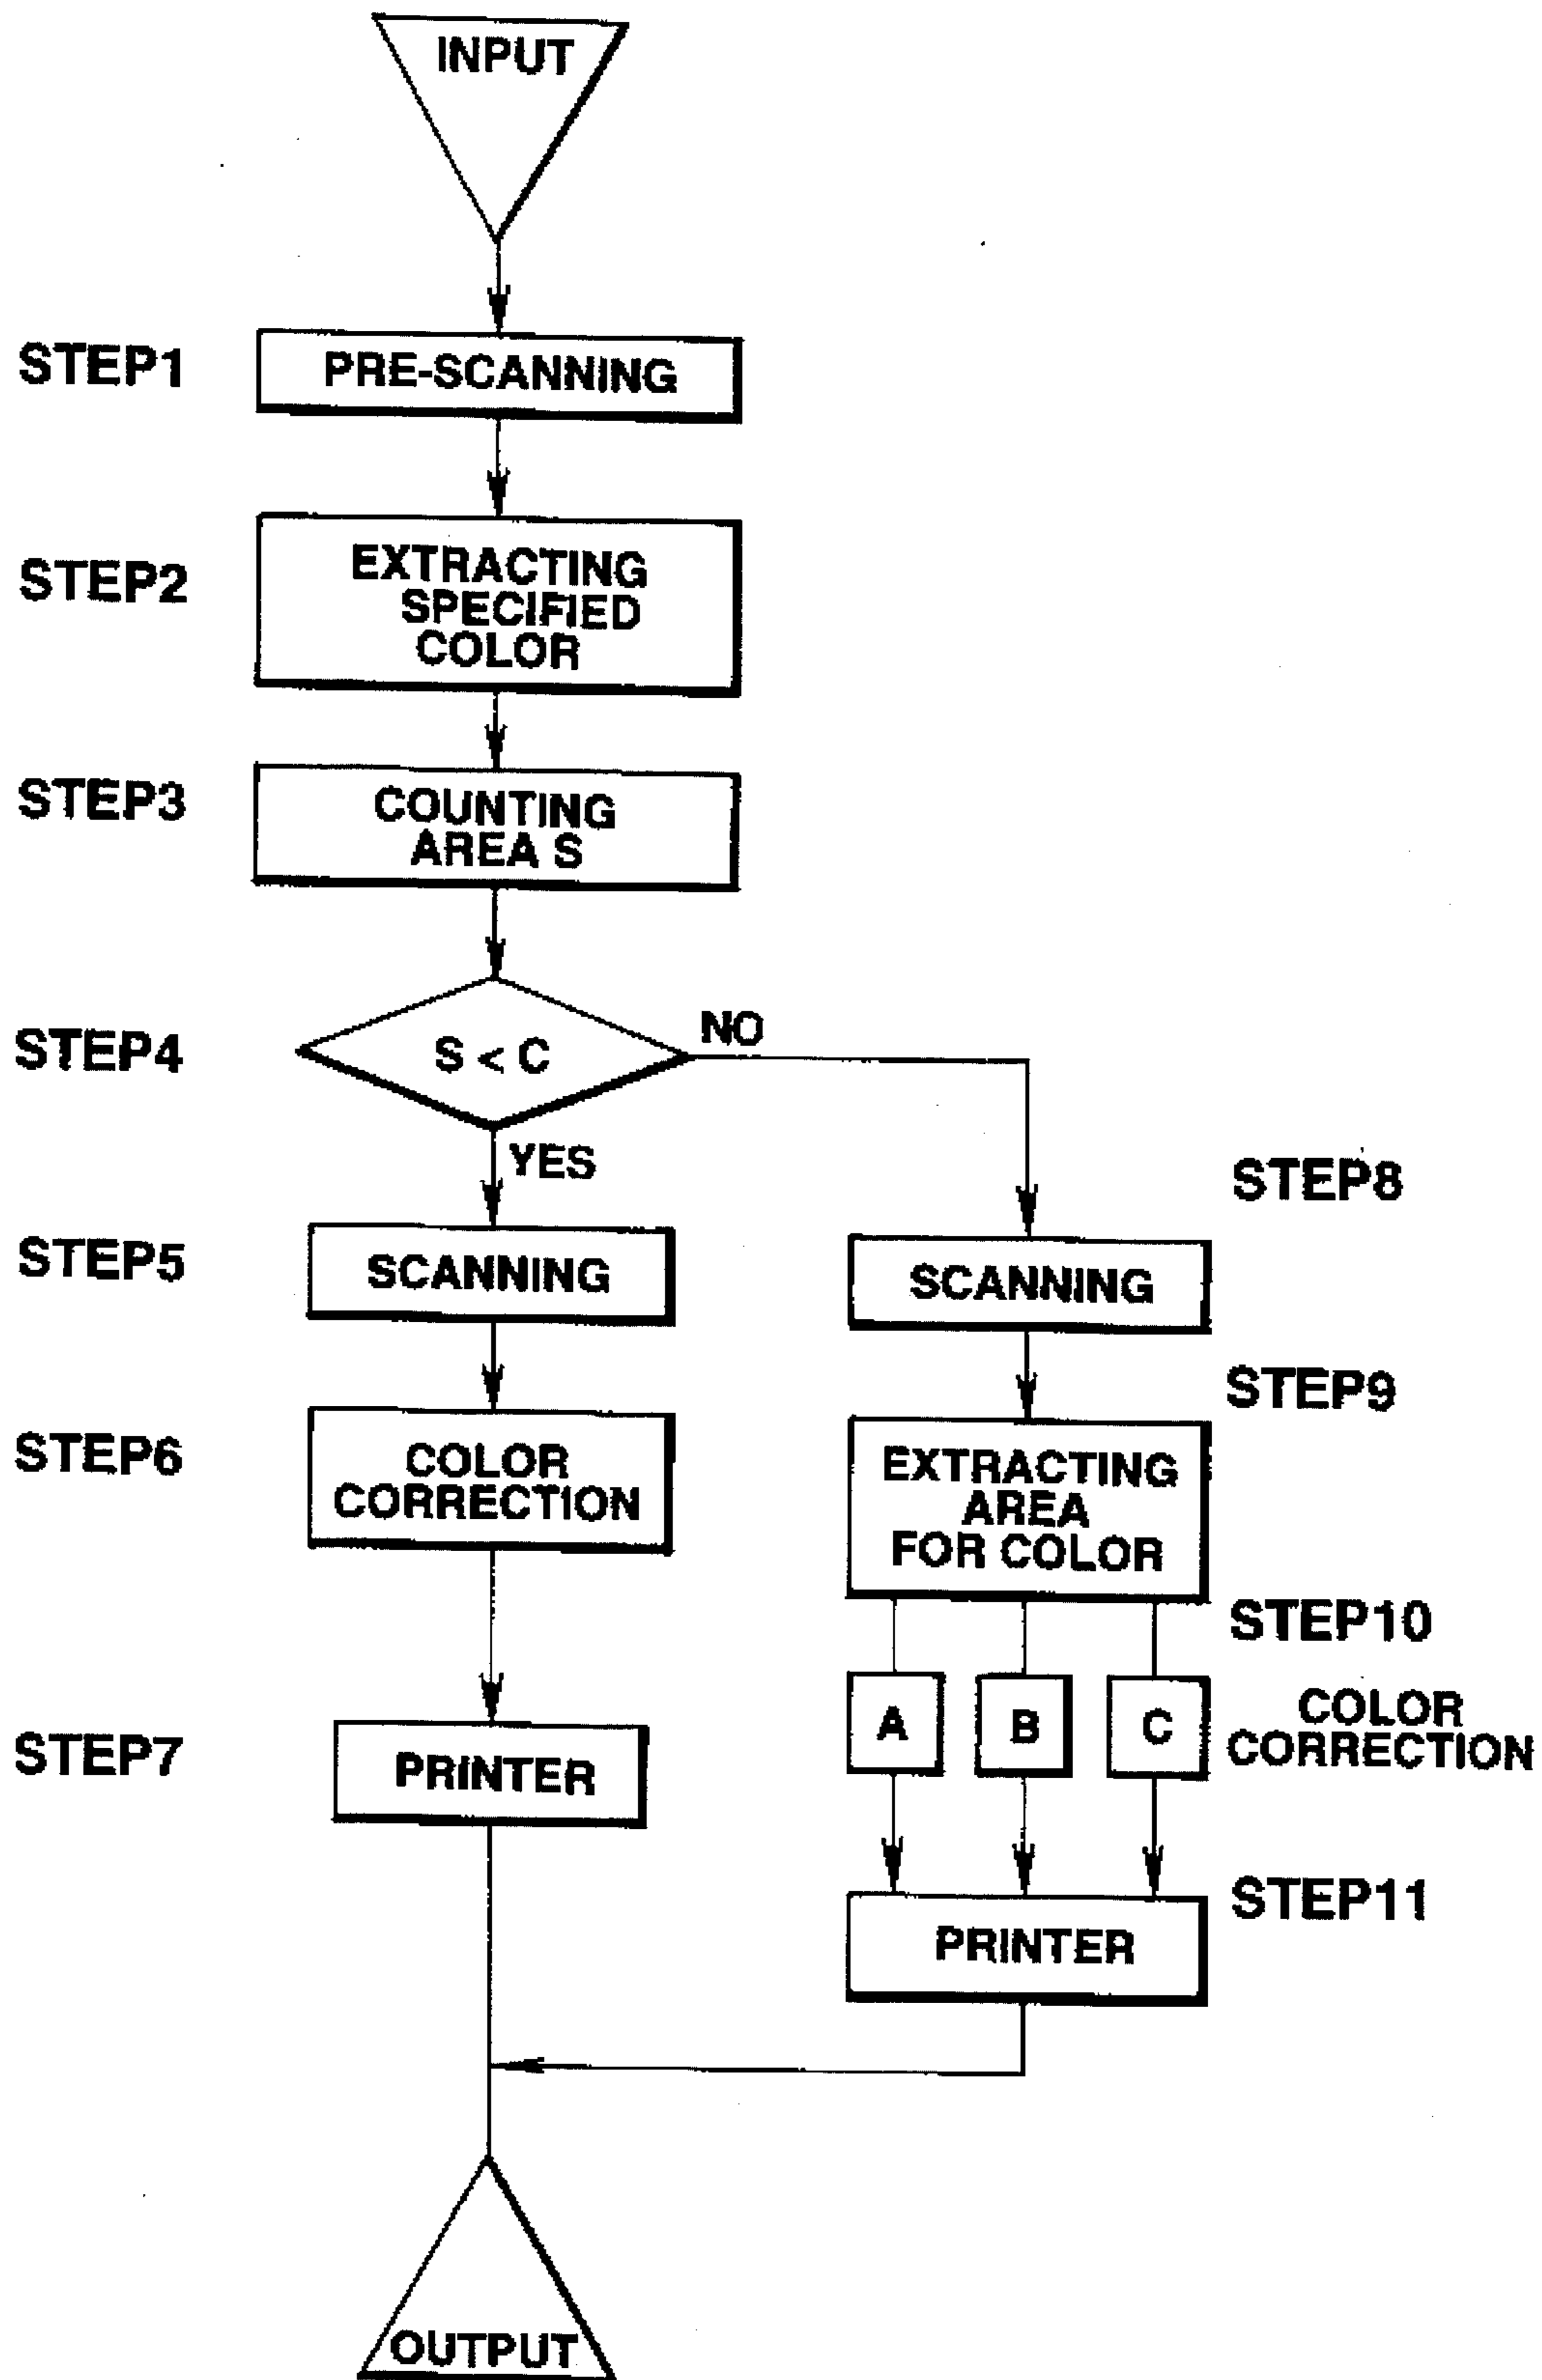 INPUT
STEP1
PRE-SCANNING
STEP2
EXTRACTING
SPECIFIED
COLOR
STEP3
COUNTING
AREA S
STEP4
S < C
NO
YES
STEP5
SCANNING
STEP6
COLOR
CORRECTION
STEP7
PRINTER
STEP8
SCANNING
STEP9
EXTRACTING
AREA
FOR COLOR
STEP10
A
B
C
COLOR
CORRECTION
STEP11
PRINTER
OUTPUT